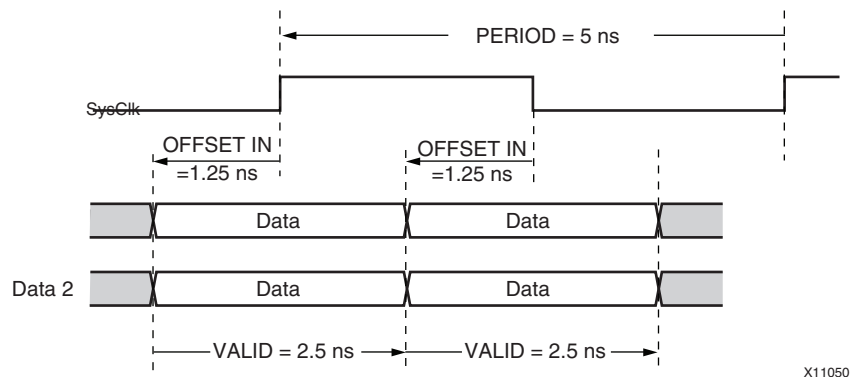 PERIOD = 5 ns
SysClk
OFFSET IN
=1.25 ns
OFFSET IN
=1.25 ns
Data
Data
Data 2
Data
Data
VALID = 2.5 ns
VALID = 2.5 ns
X11050